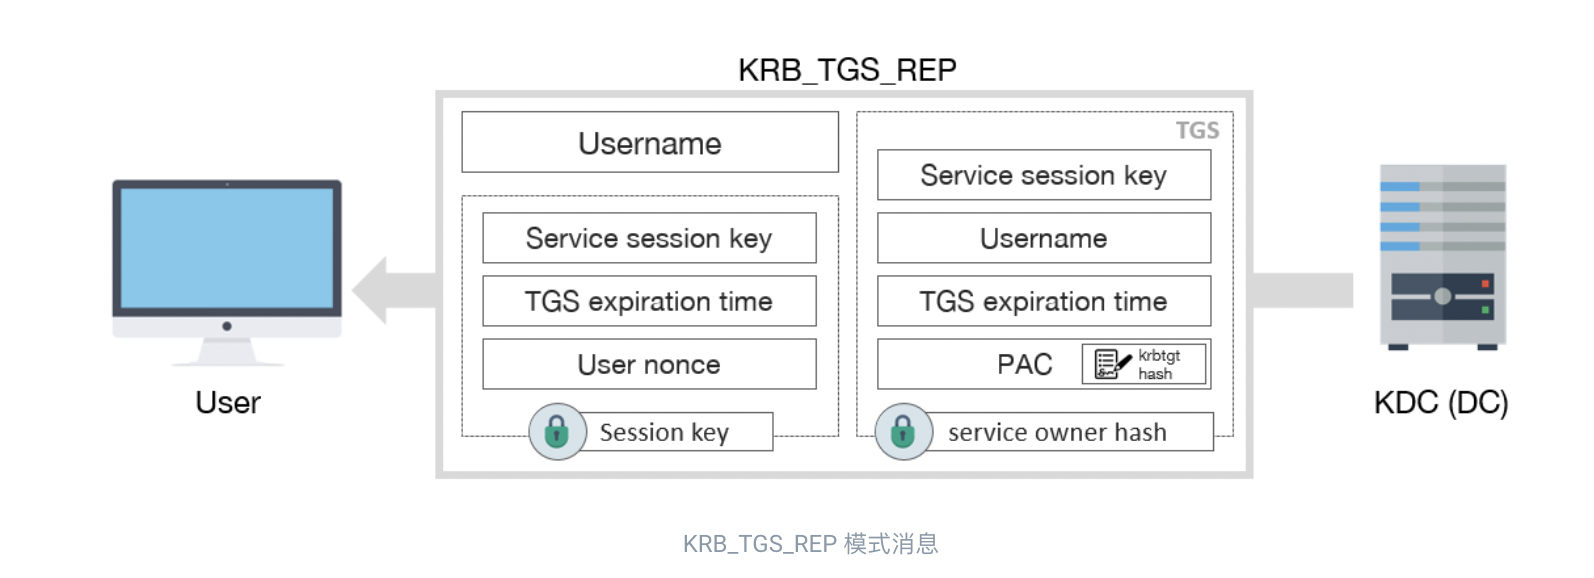 KRB_TGS_REP
Username
Service session key
TGS expiration time
User nonce
Session key
TGS
Service session key
Username
TGS expiration time
PAC
krbtgt
hash
service owner hash
User
KDC (DC)
KRB_TGS_REP 模式消息